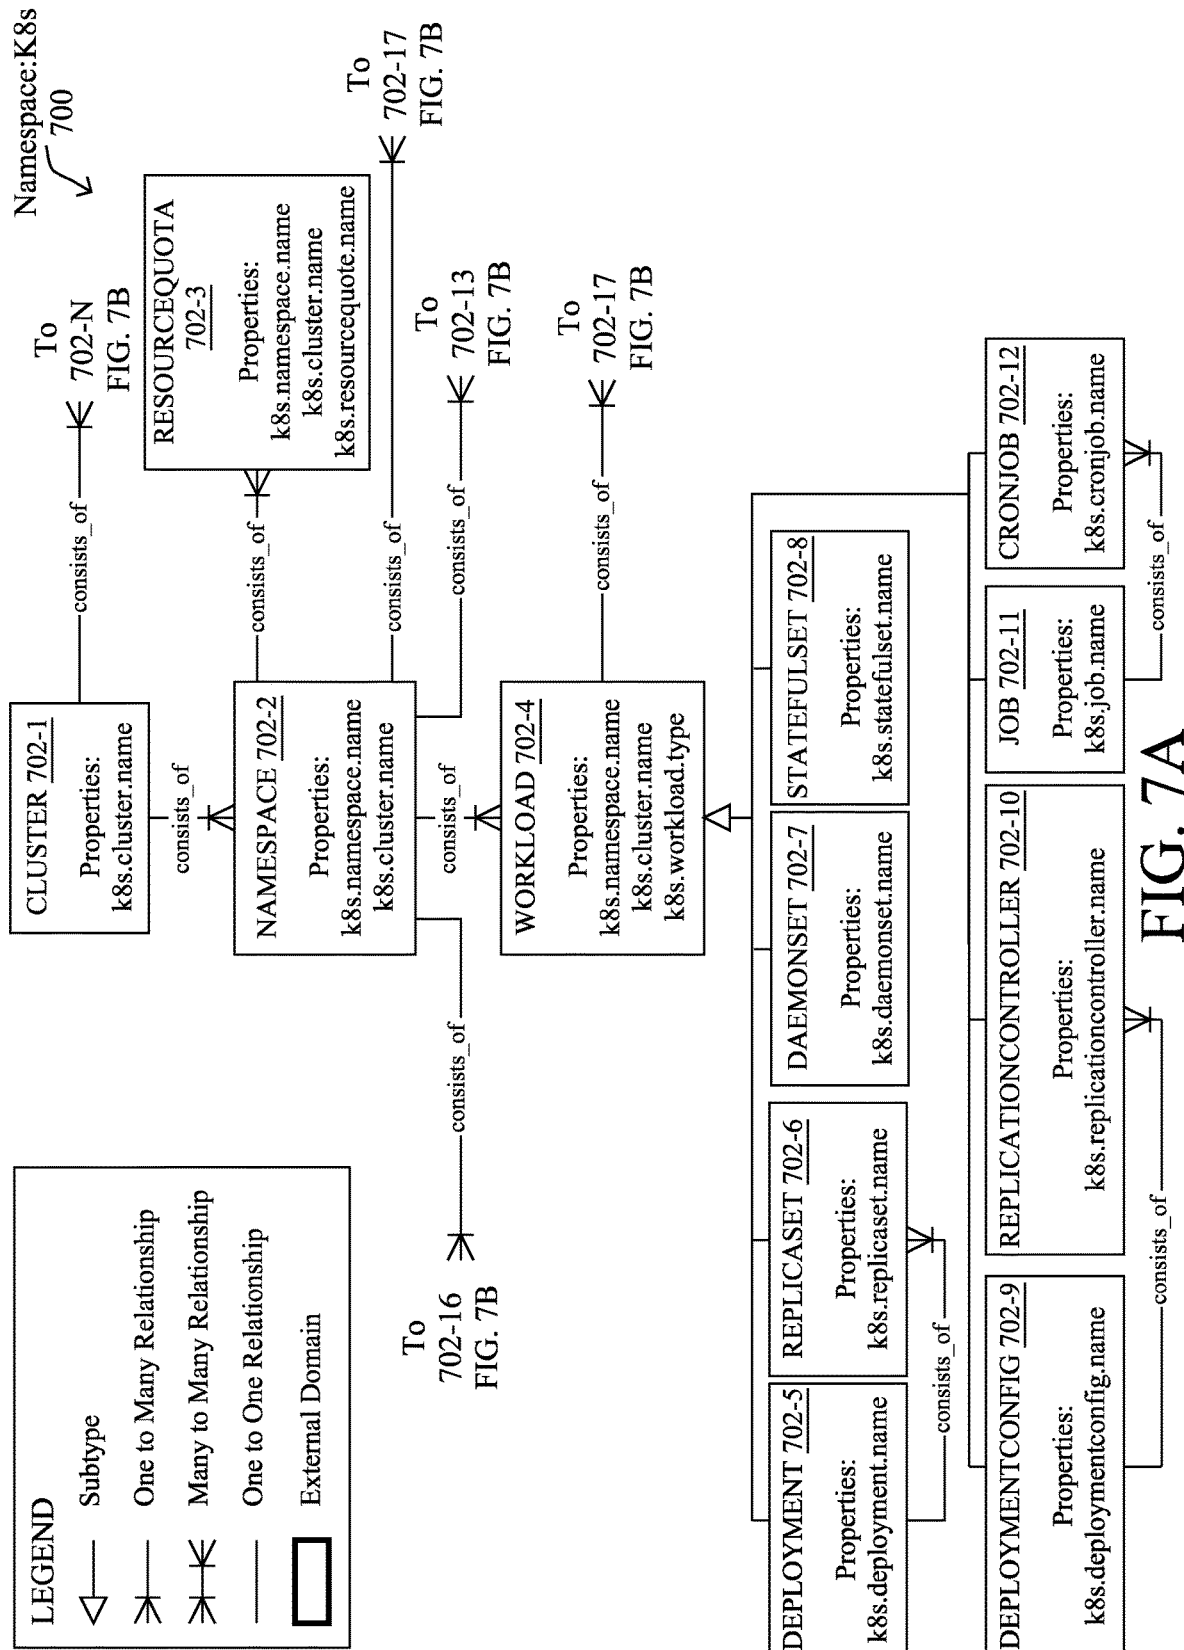 Namespace:K8s
700
LEGEND
Subtype
One to Many Relationship
Many to Many Relationship
One to One Relationship
External Domain
CLUSTER 702-1
Properties:
k8s.cluster.name
consists_of
To
702-N
FIG. 7B
consists_of
NAMESPACE 702-2
Properties:
k8s.namespace.name
k8s.cluster.name
consists_of
RESOURCEQUOTA
702-3
Properties:
k8s.namespace.name
k8s.cluster.name
k8s.resourcequote.name
consists_of
To
702-17
FIG. 7B
consists_of
To
702-13
FIG. 7B
consists_of
To
702-16
FIG. 7B
consists_of
WORKLOAD 702-4
Properties:
k8s.namespace.name
k8s.cluster.name
k8s.workload.type
consists_of
To
702-17
FIG. 7B
DEPLOYMENT 702-5
Properties:
k8s.deployment.name
consists_of
REPLICASET 702-6
Properties:
k8s.replicaset.name
DAEMONSET 702-7
Properties:
k8s.daemonset.name
STATEFULSET 702-8
Properties:
k8s.statefulset.name
DEPLOYMENTCONFIG 702-9
Properties:
k8s.deploymentconfig.name
consists_of
REPLICATIONCONTROLLER 702-10
Properties:
k8s.replicationcontroller.name
JOB 702-11
Properties:
k8s.job.name
consists_of
CRONJOB 702-12
Properties:
k8s.cronjob.name
FIG. 7A